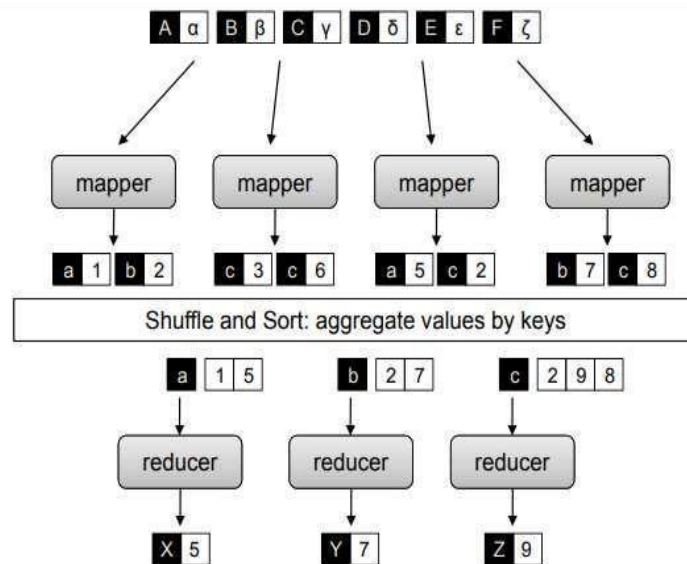 A α B β C γ D δ E ε F ζ
mapper mapper mapper mapper
a 1 b 2 c 3 c 6 a 5 c 2 b 7 c 8
Shuffle and Sort: aggregate values by keys
a 1 5 b 2 7 c 2 9 8
reducer reducer reducer
X 5 Y 7 Z 9